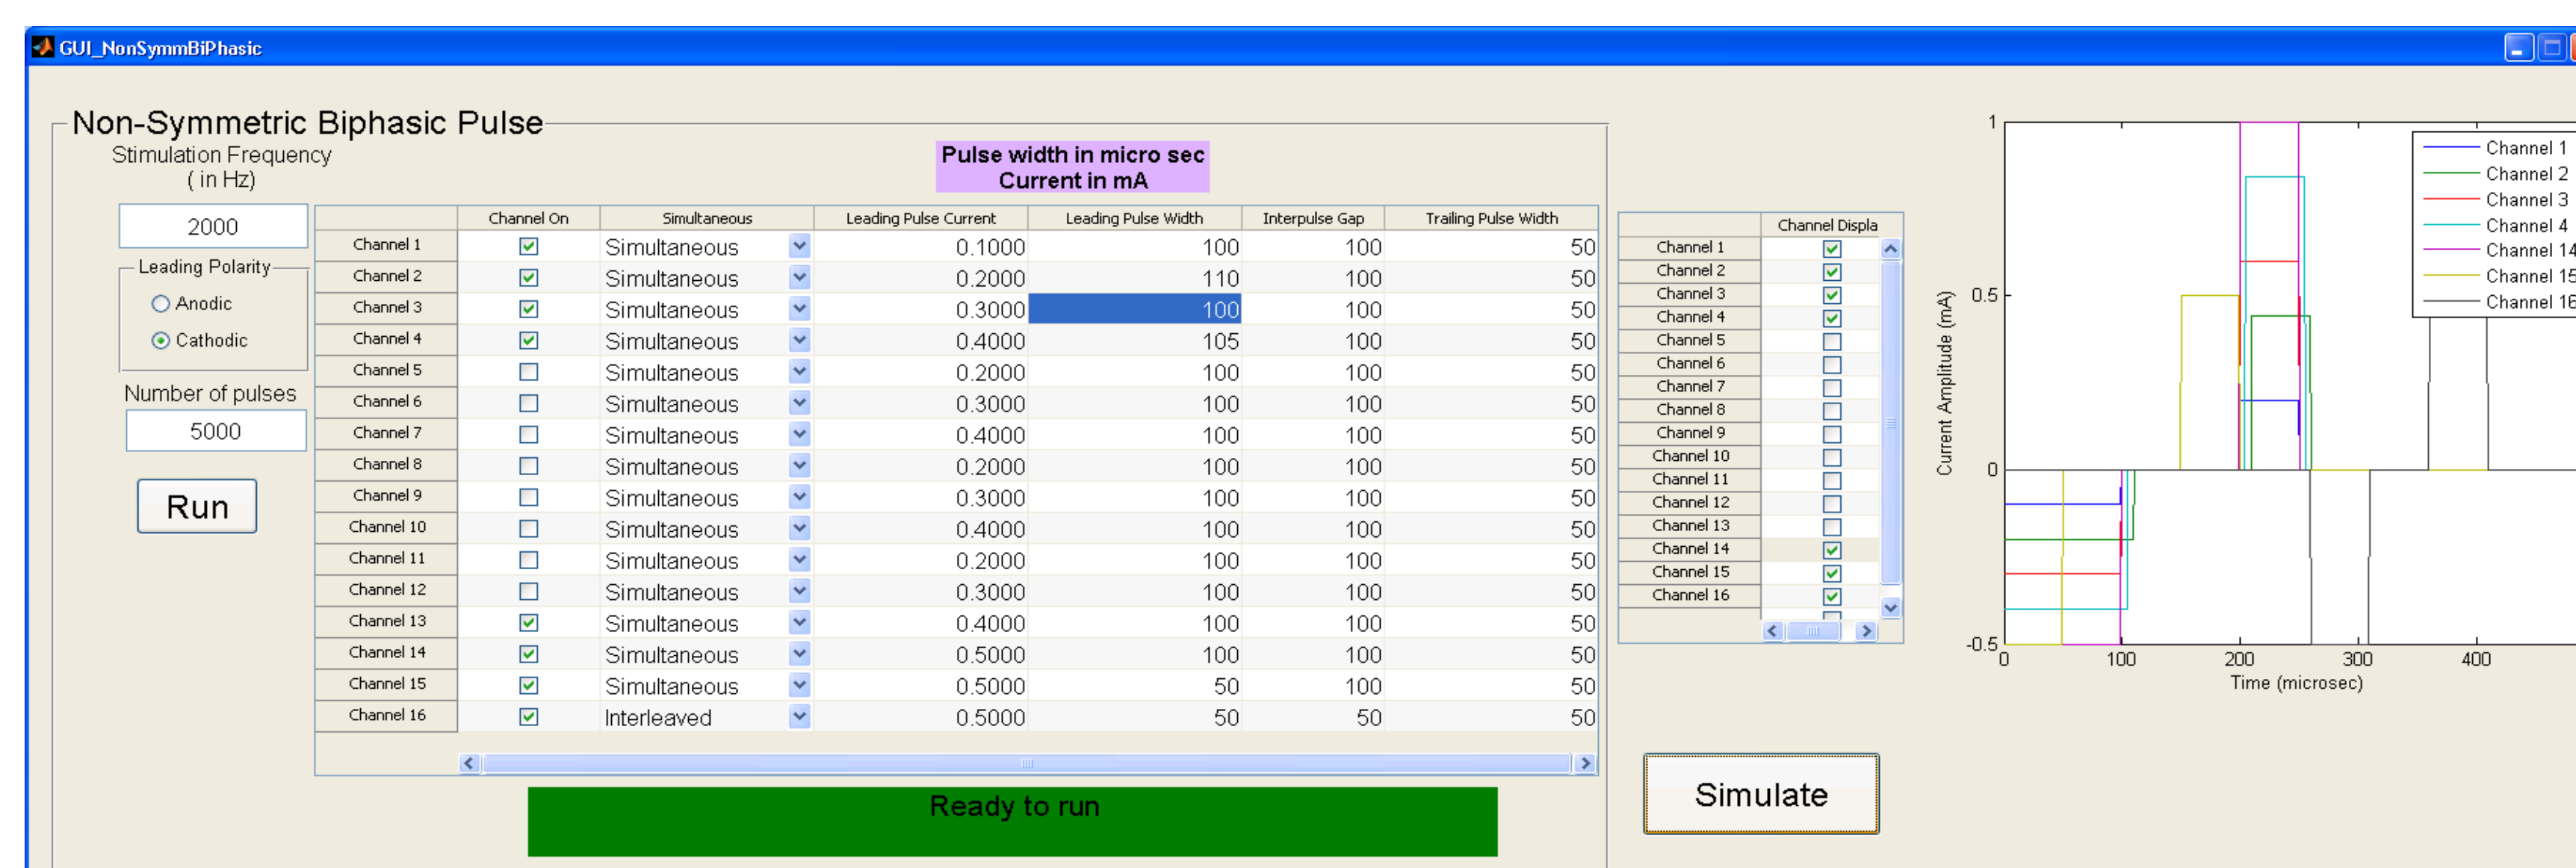 GUI_NonSymmBiPhasic
Non-Symmetric Biphasic Pulse
Stimulation Frequency
( in Hz)
2000
Leading Polarity
Anodic
Cathodic
Number of pulses
5000
Run
Pulse width in micro sec
Current in mA
Channel On Simultaneous Leading Pulse Current Leading Pulse Width Interpulse Gap Trailing Pulse Width
Channel 1 Simultaneous 0.1000 100 100 50
Channel 2 Simultaneous 0.2000 110 100 50
Channel 3 Simultaneous 0.3000 100 100 50
Channel 4 Simultaneous 0.4000 105 100 50
Channel 5 Simultaneous 0.2000 100 100 50
Channel 6 Simultaneous 0.3000 100 100 50
Channel 7 Simultaneous 0.4000 100 100 50
Channel 8 Simultaneous 0.2000 100 100 50
Channel 9 Simultaneous 0.3000 100 100 50
Channel 10 Simultaneous 0.4000 100 100 50
Channel 11 Simultaneous 0.2000 100 100 50
Channel 12 Simultaneous 0.3000 100 100 50
Channel 13 Simultaneous 0.4000 100 100 50
Channel 14 Simultaneous 0.5000 100 100 50
Channel 15 Simultaneous 0.5000 50 100 50
Channel 16 Interleaved 0.5000 50 50 50
Ready to run
Channel Displa
Channel 1
Channel 2
Channel 3
Channel 4
Channel 5
Channel 6
Channel 7
Channel 8
Channel 9
Channel 10
Channel 11
Channel 12
Channel 13
Channel 14
Channel 15
Channel 16
Simulate
Current Amplitude (mA)
1
0.5
0
-0.5
0 100 200 300 400
Time (microsec)
Channel 1
Channel 2
Channel 3
Channel 4
Channel 14
Channel 15
Channel 16